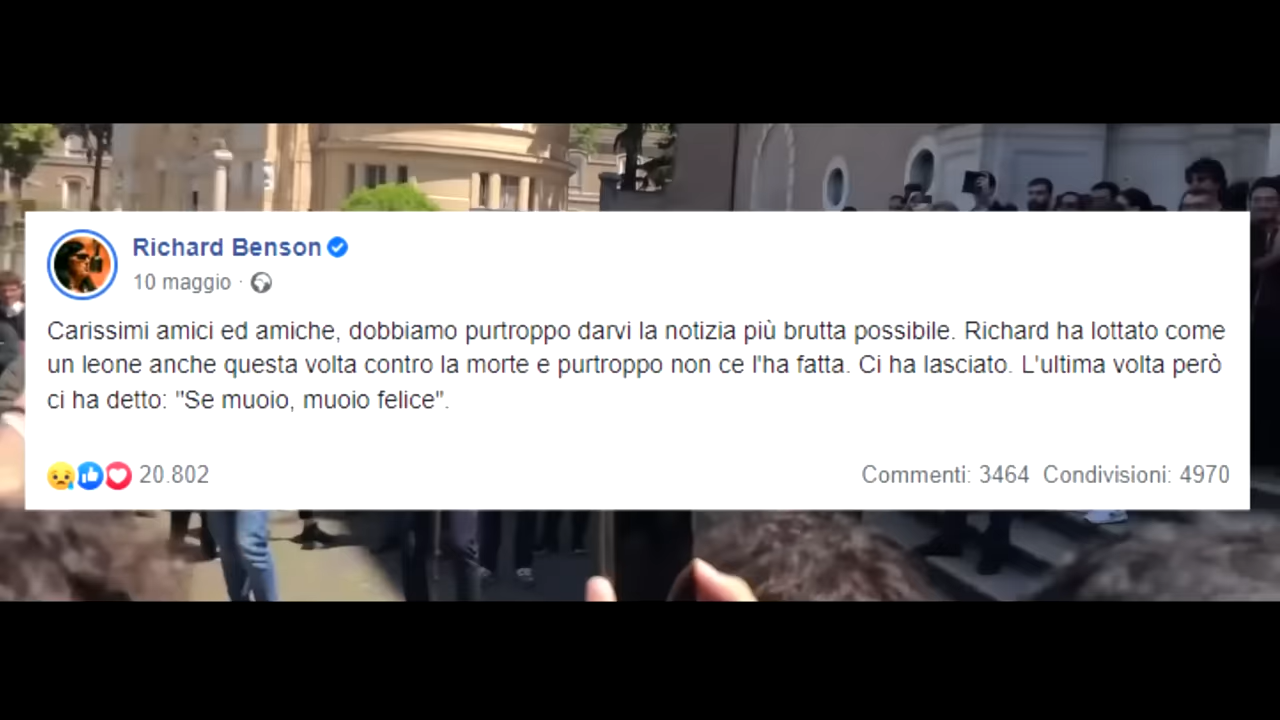 Richard Benson
10 maggio ·
Carissimi amici ed amiche, dobbiamo purtroppo darvi la notizia più brutta possibile. Richard ha lottato come
un leone anche questa volta contro la morte e purtroppo non ce l'ha fatta. Ci ha lasciato. L'ultima volta però
ci ha detto: "Se muoio, muoio felice".
20.802 Commenti: 3464 Condivisioni: 4970